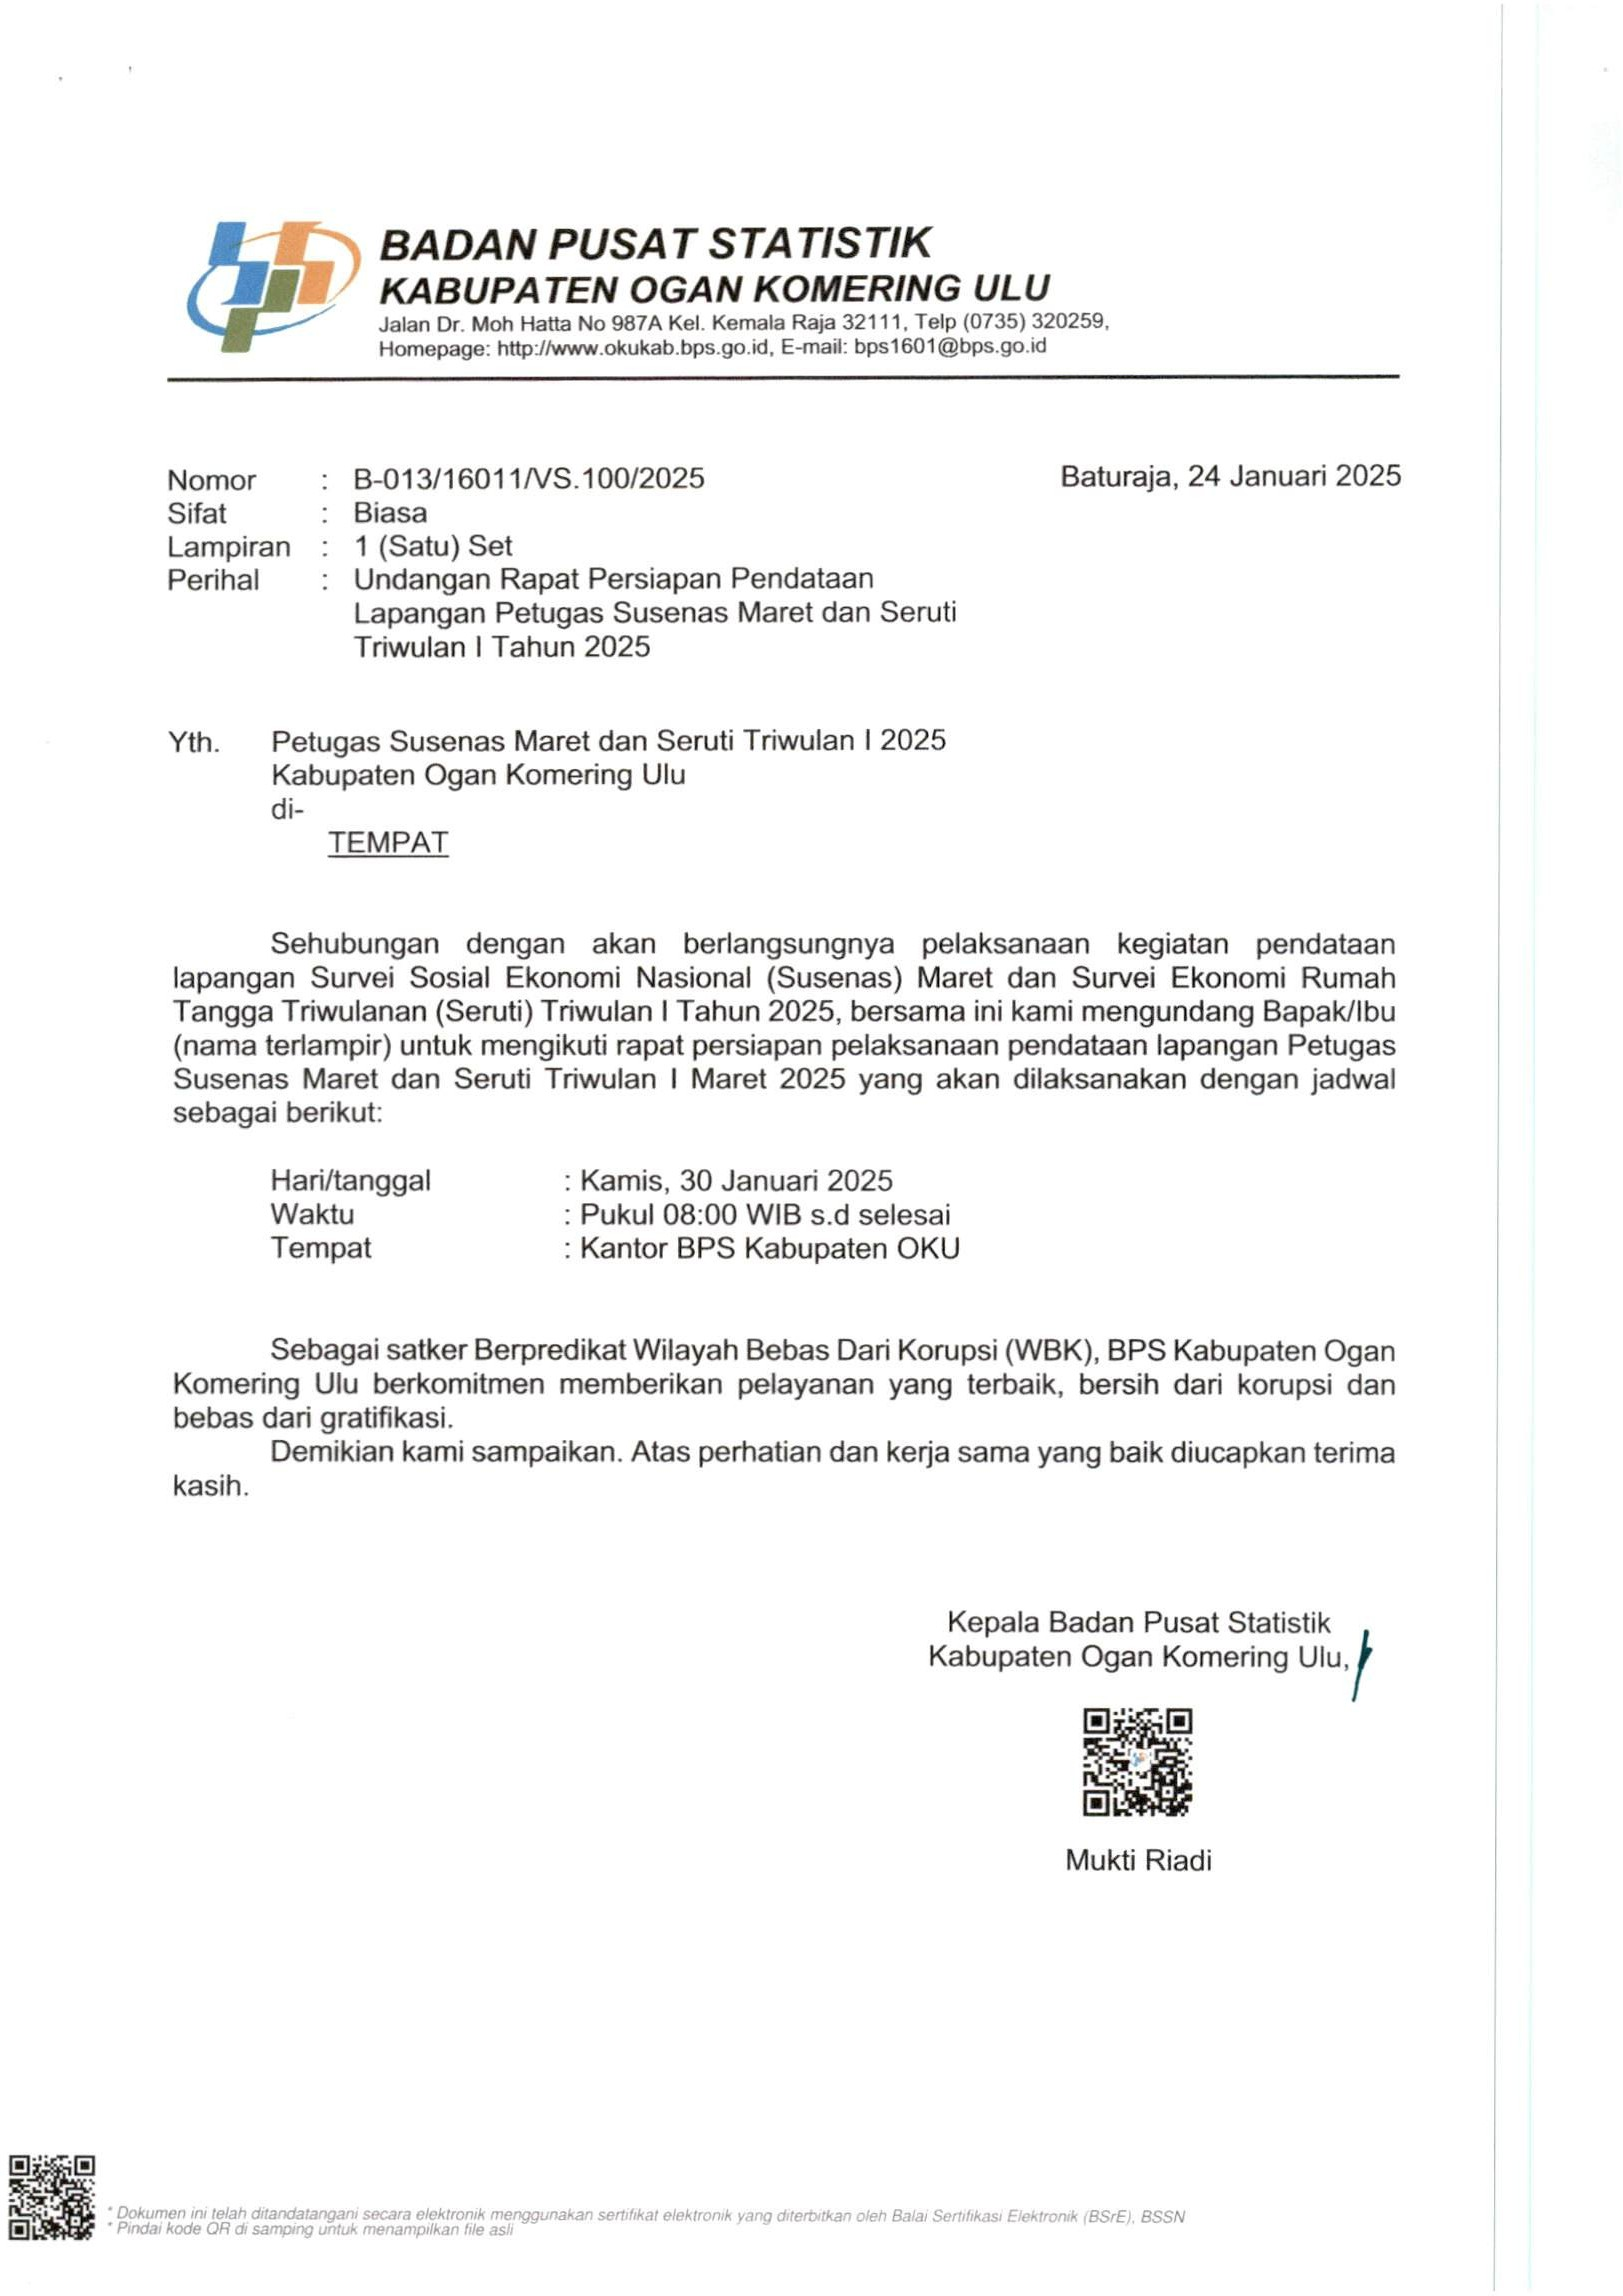 BADAN PUSAT STATISTIK
KABUPATEN OGAN KOMERING ULU
Jalan Dr. Moh Hatta No 987A Kel. Kemala Raja 32111, Telp (0735) 320259,
Homepage: http://www.okukab.bps.go.id, E-mail: bps1601@bps.go.id
Nomor : B-013/16011/VS.100/2025 Baturaja, 24 Januari 2025
Sifat : Biasa
Lampiran : 1 (Satu) Set
Perihal : Undangan Rapat Persiapan Pendataan
Lapangan Petugas Susenas Maret dan Seruti
Triwulan I Tahun 2025
Yth. Petugas Susenas Maret dan Seruti Triwulan I 2025
Kabupaten Ogan Komering Ulu
di-
TEMPAT
Sehubungan dengan akan berlangsungnya pelaksanaan kegiatan pendataan
lapangan Survei Sosial Ekonomi Nasional (Susenas) Maret dan Survei Ekonomi Rumah
Tangga Triwulanan (Seruti) Triwulan I Tahun 2025, bersama ini kami mengundang Bapak/Ibu
(nama terlampir) untuk mengikuti rapat persiapan pelaksanaan pendataan lapangan Petugas
Susenas Maret dan Seruti Triwulan I Maret 2025 yang akan dilaksanakan dengan jadwal
sebagai berikut:
Hari/tanggal : Kamis, 30 Januari 2025
Waktu : Pukul 08:00 WIB s.d selesai
Tempat : Kantor BPS Kabupaten OKU
Sebagai satker Berpredikat Wilayah Bebas Dari Korupsi (WBK), BPS Kabupaten Ogan
Komering Ulu berkomitmen memberikan pelayanan yang terbaik, bersih dari korupsi dan
bebas dari gratifikasi.
Demikian kami sampaikan. Atas perhatian dan kerja sama yang baik diucapkan terima
kasih.
Kepala Badan Pusat Statistik
Kabupaten Ogan Komering Ulu,
Mukti Riadi
* Dokumen ini telah ditandatangani secara elektronik menggunakan sertifikat elektronik yang diterbitkan oleh Balai Sertifikasi Elektronik (BSrE), BSSN
* Pindai kode QR di samping untuk menampilkan file asli